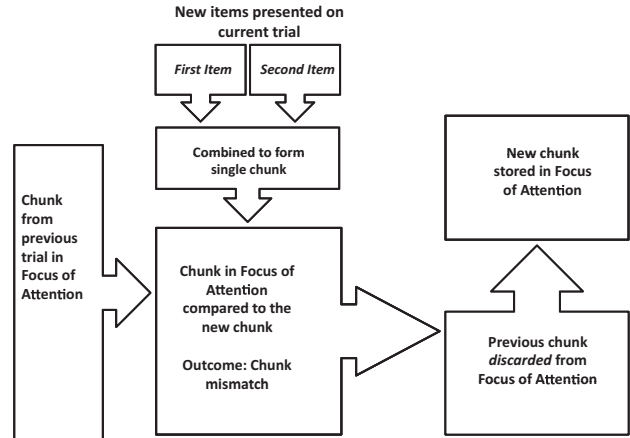 New items presented on
current trial
First Item
Second Item
Combined to form
single chunk
Chunk
from
previous
trial in
Focus of
Attention
Chunk in Focus of
Attention
compared to the
new chunk
Outcome: Chunk
mismatch
New chunk
stored in Focus
of Attention
Previous chunk
discarded from
Focus of Attention